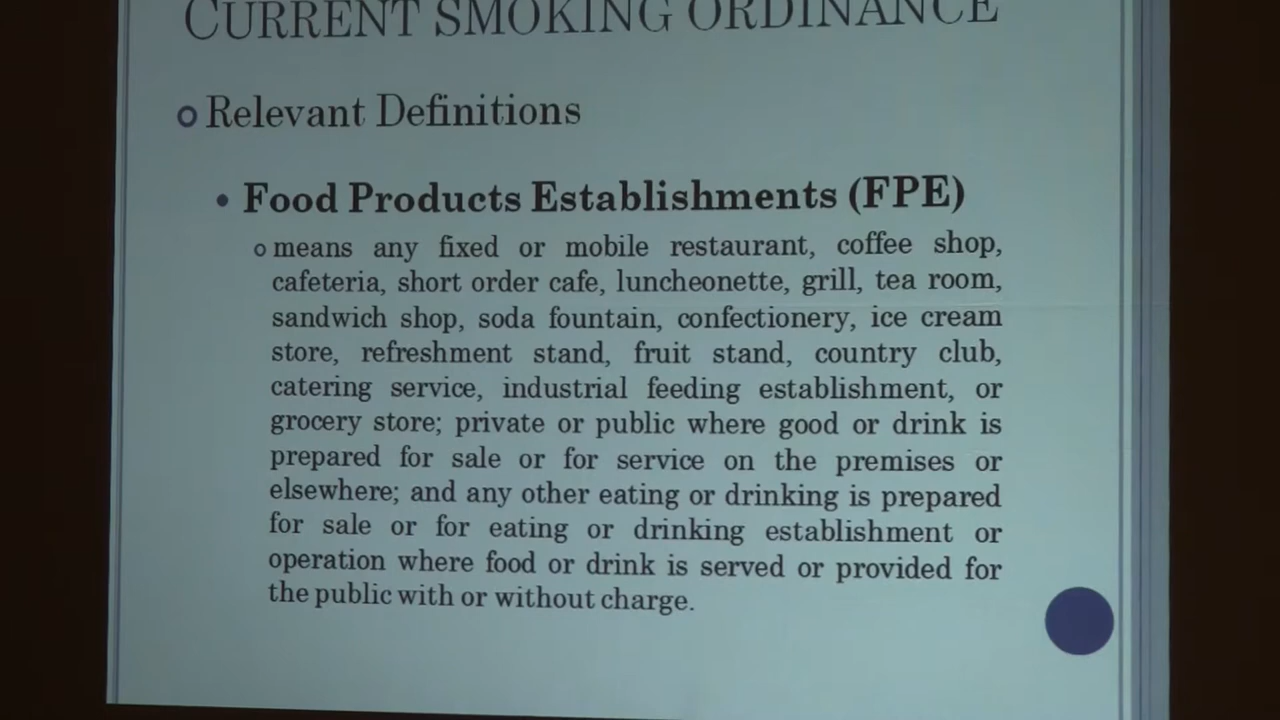 CURRENT SMOKING ORDINANCE
Relevant Definitions
Food Products Establishments (FPE)
means any fixed or mobile restaurant, coffee shop,
cafeteria, short order cafe, luncheonette, grill, tea room,
sandwich shop, soda fountain, confectionery, ice cream
store, refreshment stand, fruit stand, country club,
catering service, industrial feeding establishment, or
grocery store; private or public where good or drink is
prepared for sale or for service on the premises or
elsewhere; and any other eating or drinking is prepared
for sale or for eating or drinking establishment or
operation where food or drink is served or provided for
the public with or without charge.